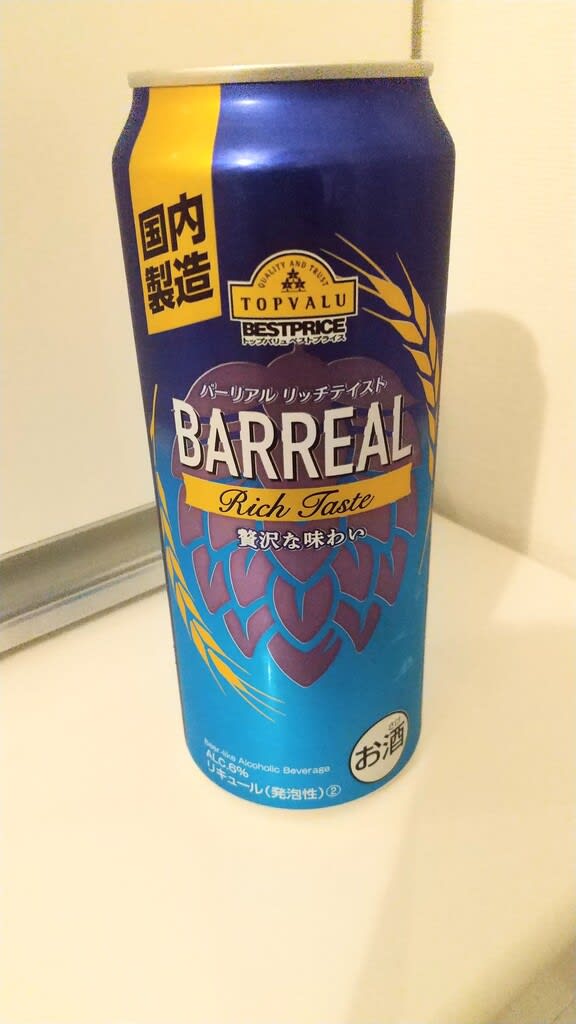 国内
製造
QUALITY AND TRUST
TOPVALU
BESTPRICE
トップバリュ ベストプライス
バーリアル リッチテイスト
BARREAL
Rich Taste
贅沢な味わい
Beer-like Alcoholic Beverage
ALC.6%
リキュール(発泡性)②
さけ
お酒